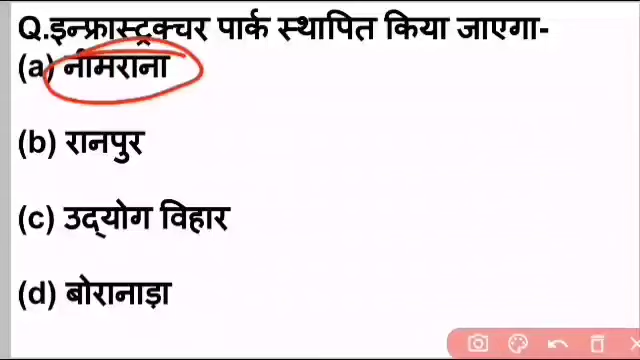 Q.इन्फ्रास्ट्रक्चर पार्क स्थापित किया जाएगा-
(a) नीमराना
(b) रानपुर
(c) उद्योग विहार
(d) बोरानाड़ा